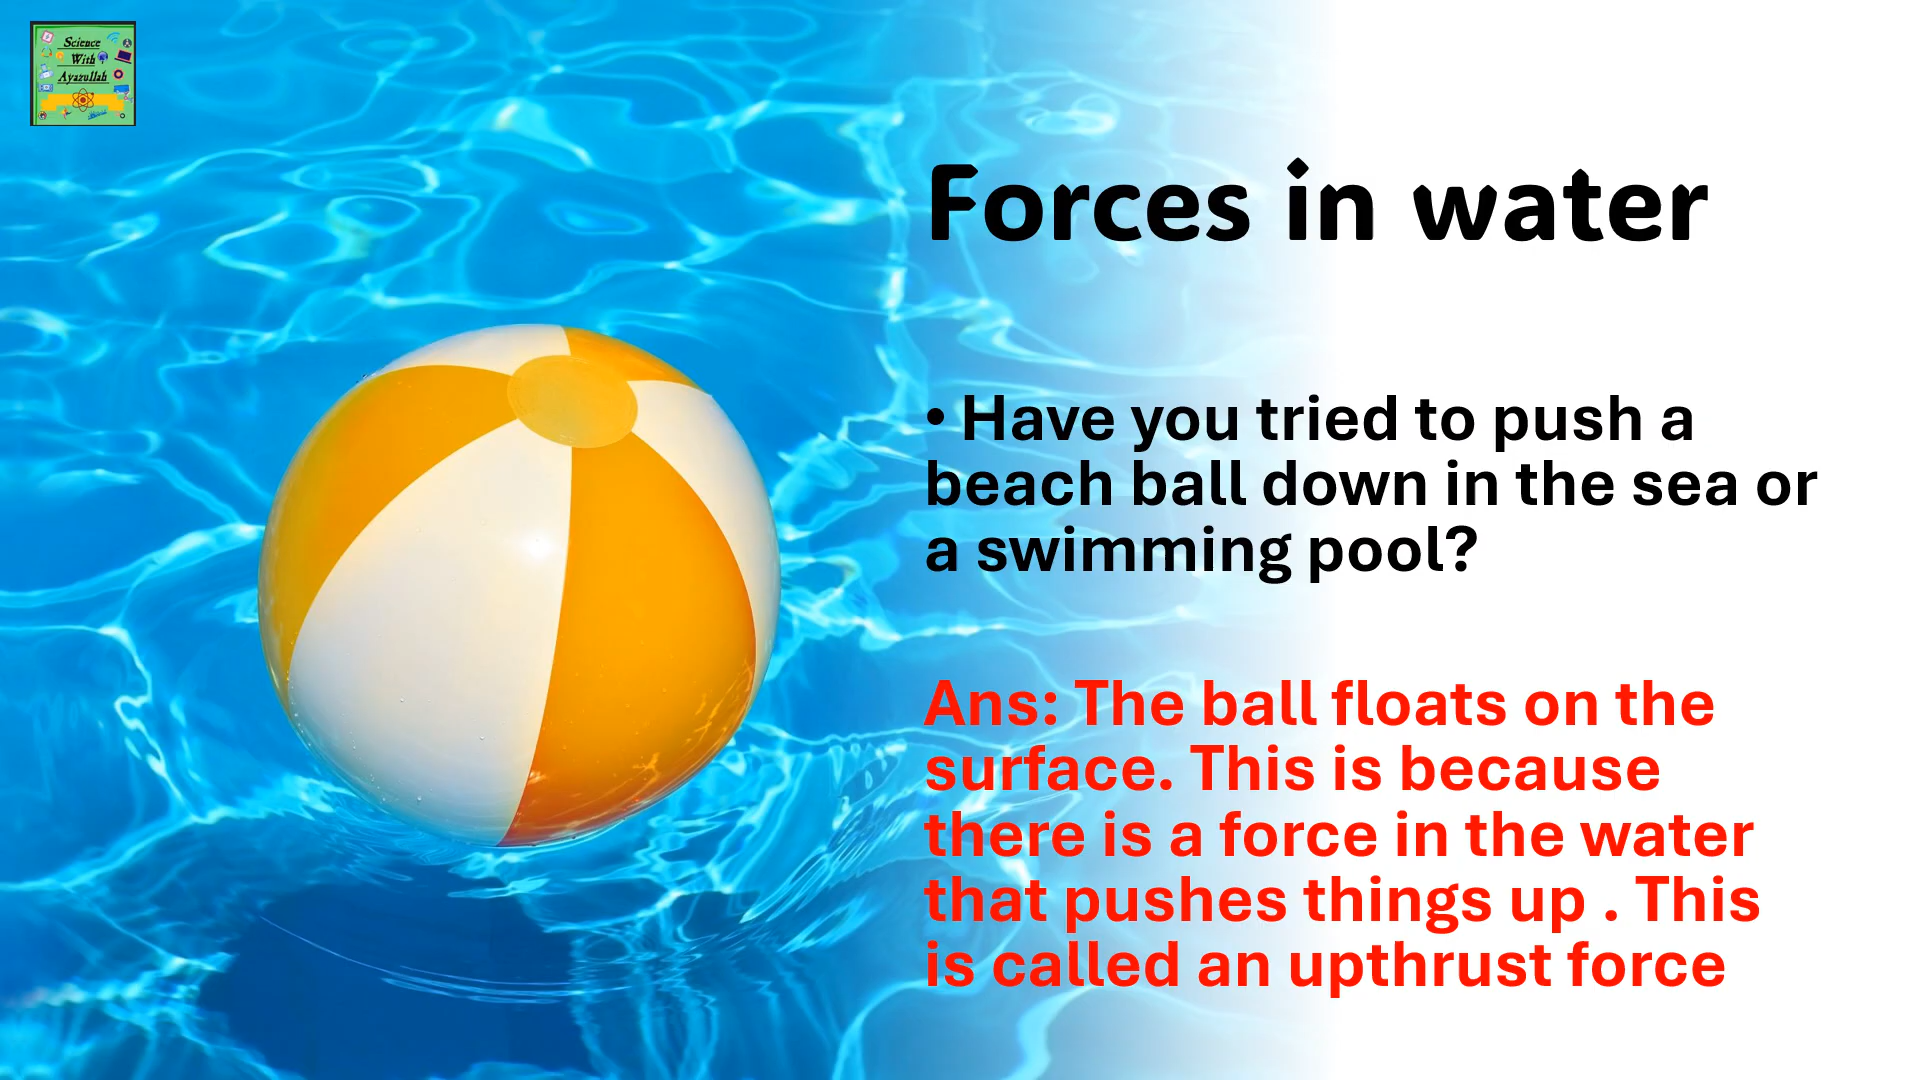 Science
With
Ayazullah
Forces in water
• Have you tried to push a
beach ball down in the sea or
a swimming pool?
Ans: The ball floats on the
surface. This is because
there is a force in the water
that pushes things up . This
is called an upthrust force